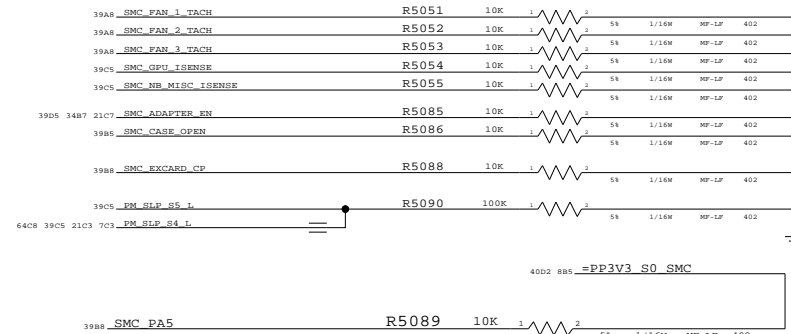 39A8 SMC_FAN_1_TACH R5051 10K 1 2 5% 1/16W MF-LF 402
39A8 SMC_FAN_2_TACH R5052 10K 1 2 5% 1/16W MF-LF 402
39A8 SMC_FAN_3_TACH R5053 10K 1 2 5% 1/16W MF-LF 402
39C5 SMC_GPU_ISENSE R5054 10K 1 2 5% 1/16W MF-LF 402
39C5 SMC_NB_MISC_ISENSE R5055 10K 1 2 5% 1/16W MF-LF 402
39D5 34B7 21C7 SMC_ADAPTER_EN R5085 10K 1 2 5% 1/16W MF-LF 402
39B5 SMC_CASE_OPEN R5086 10K 1 2 5% 1/16W MF-LF 402
39B8 SMC_EXCARD_CP R5088 10K 1 2 5% 1/16W MF-LF 402
39C5 PM_SLP_S5_L R5090 100K 1 2 5% 1/16W MF-LF 402
64C8 39C5 21C3 7C3 PM_SLP_S4_L
40D2 8B5 =PP3V3_S0_SMC
39B8 SMC_PA5 R5089 10K 1 2